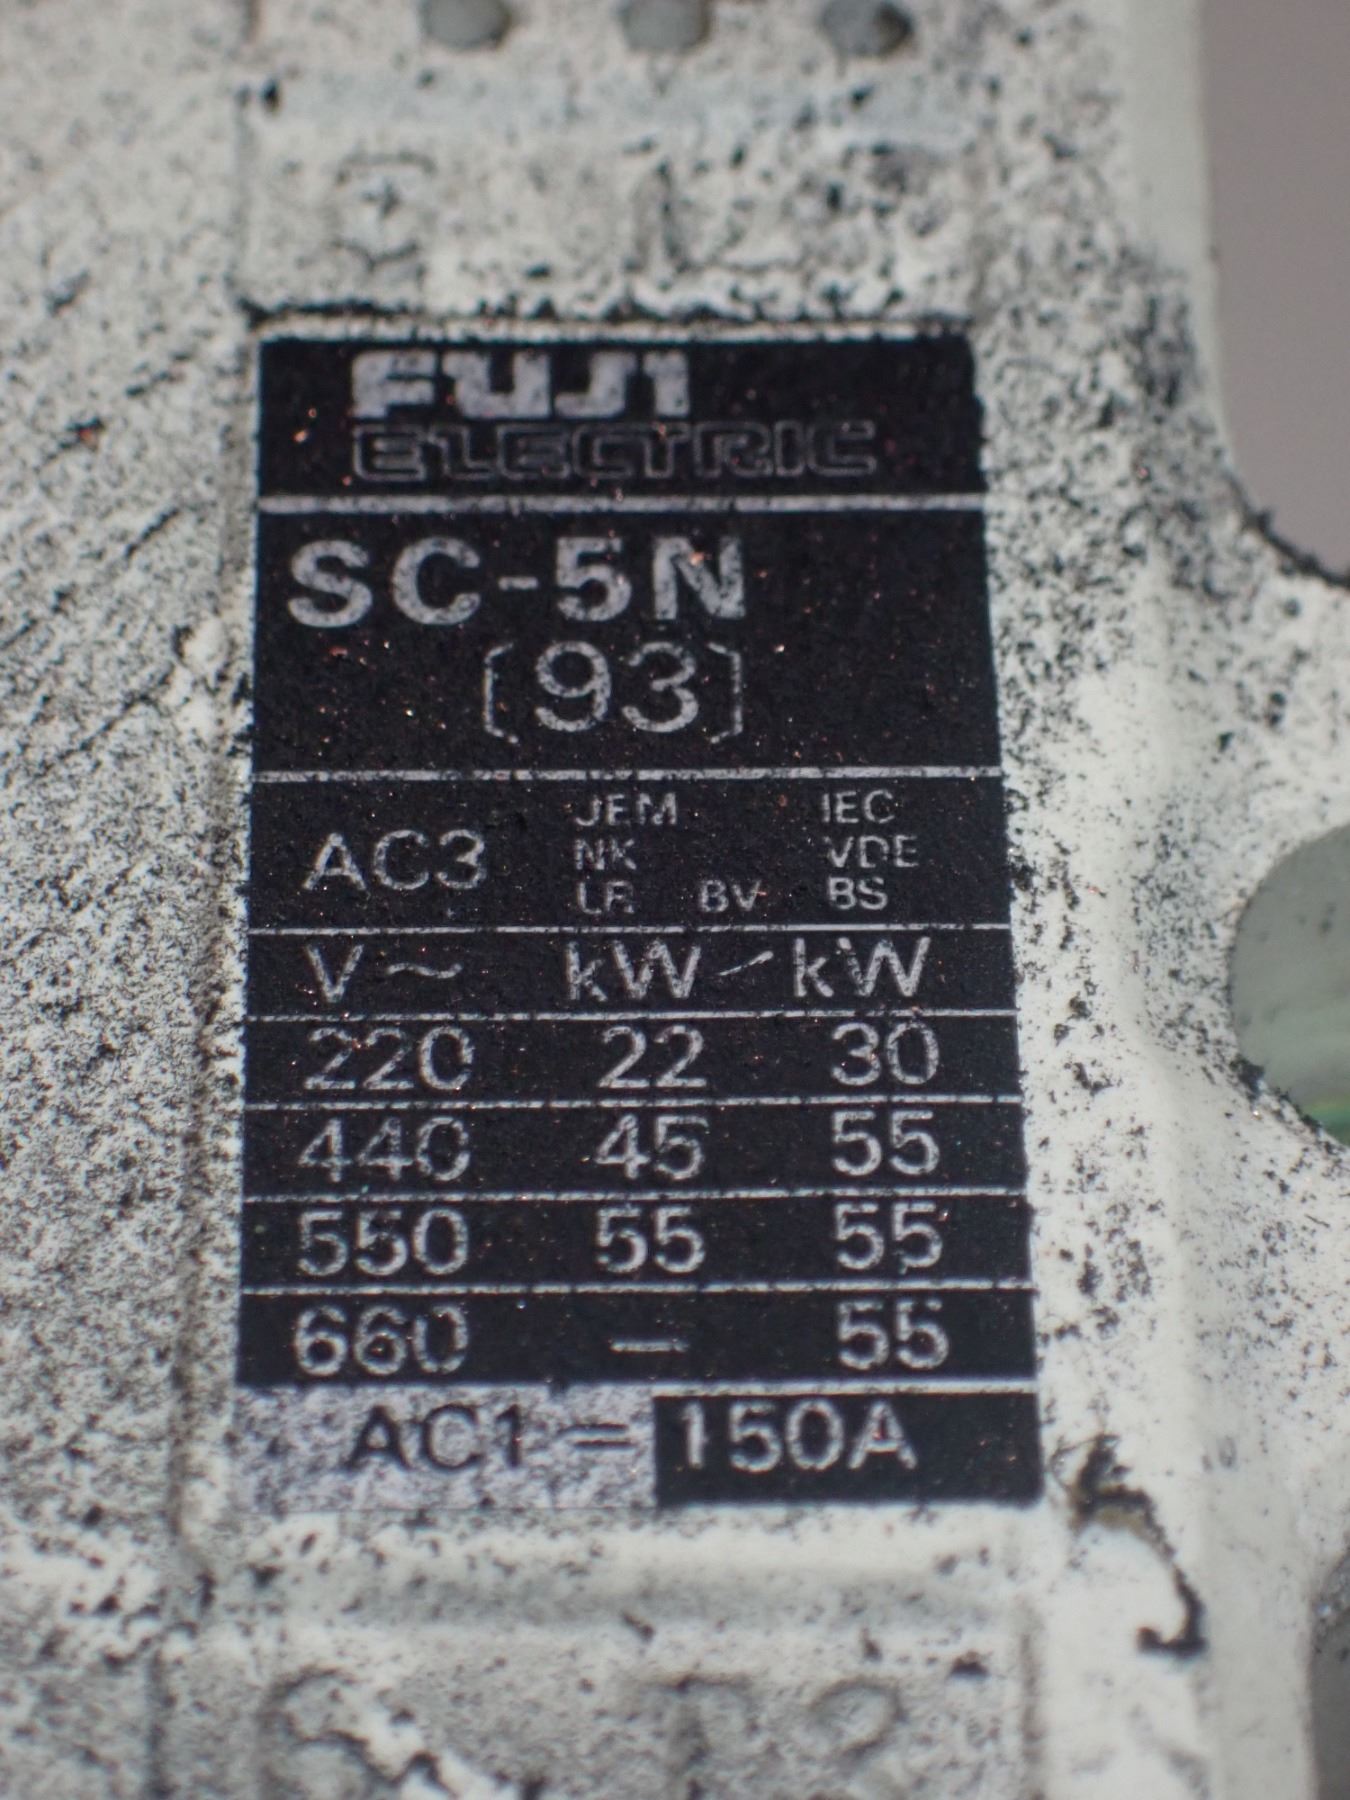 FUJI
ELECTRIC
SC-5N
[93]
AC3 JEM IEC
NK VDE
LR BV BS
V~ kW/kW
220 22 30
440 45 55
550 55 55
660 – 55
AC1 = 150A